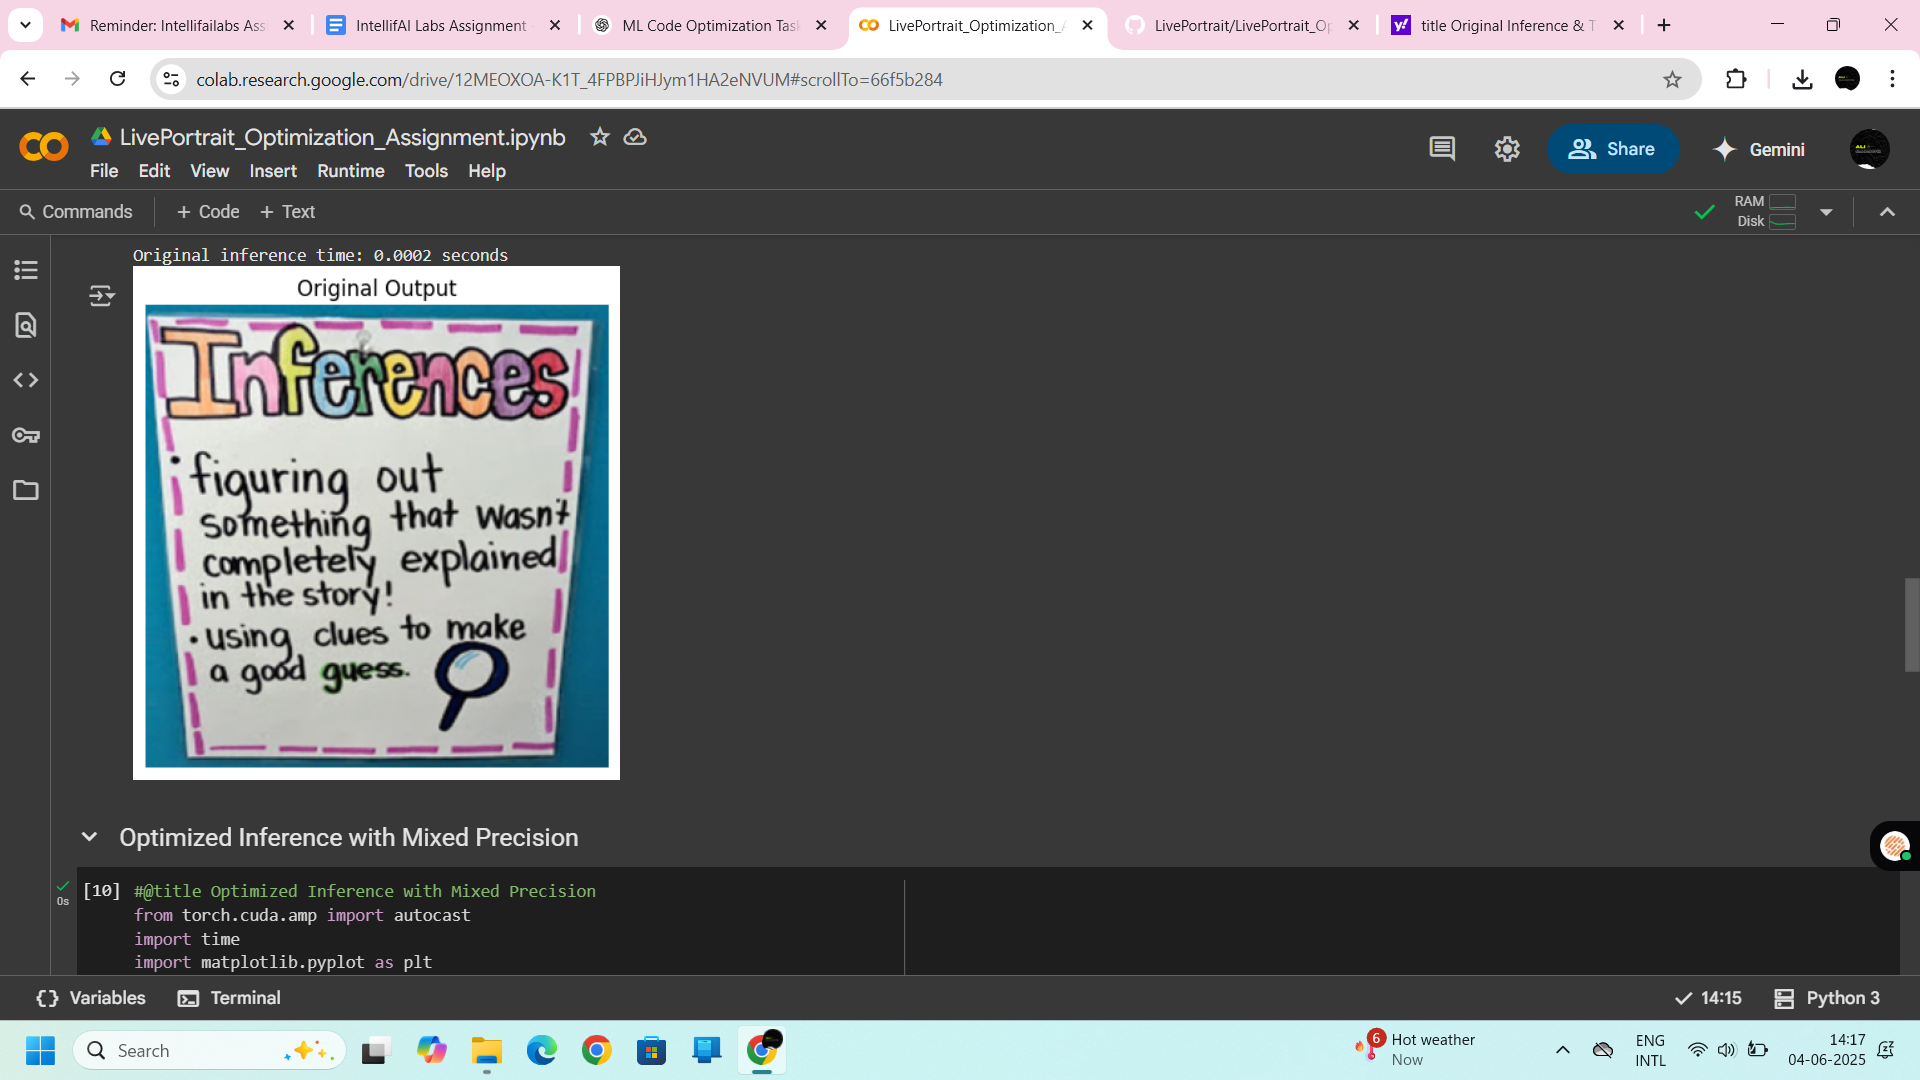 Reminder: Intellifailabs Ass
IntellifAI Labs Assignment
ML Code Optimization Tas
LivePortrait_Optimization_A
LivePortrait/LivePortrait_Op
title Original Inference & T
colab.research.google.com/drive/12MEOXOA-K1T_4FPBPJiHJym1HA2eNVUM#scrollTo=66f5b284
LivePortrait_Optimization_Assignment.ipynb
Share
Gemini
File Edit View Insert Runtime Tools Help
Commands + Code + Text
RAM
Disk
Original inference time: 0.0002 seconds
Original Output
Inferences
• figuring out
something that wasn't
completely explained
in the story!
• using clues to make
a good guess.
Optimized Inference with Mixed Precision
[10] #@title Optimized Inference with Mixed Precision
0s
from torch.cuda.amp import autocast
import time
import matplotlib.pyplot as plt
{} Variables Terminal
14:15 Python 3
Search
6 Hot weather
Now
ENG
INTL
14:17
04-06-2025